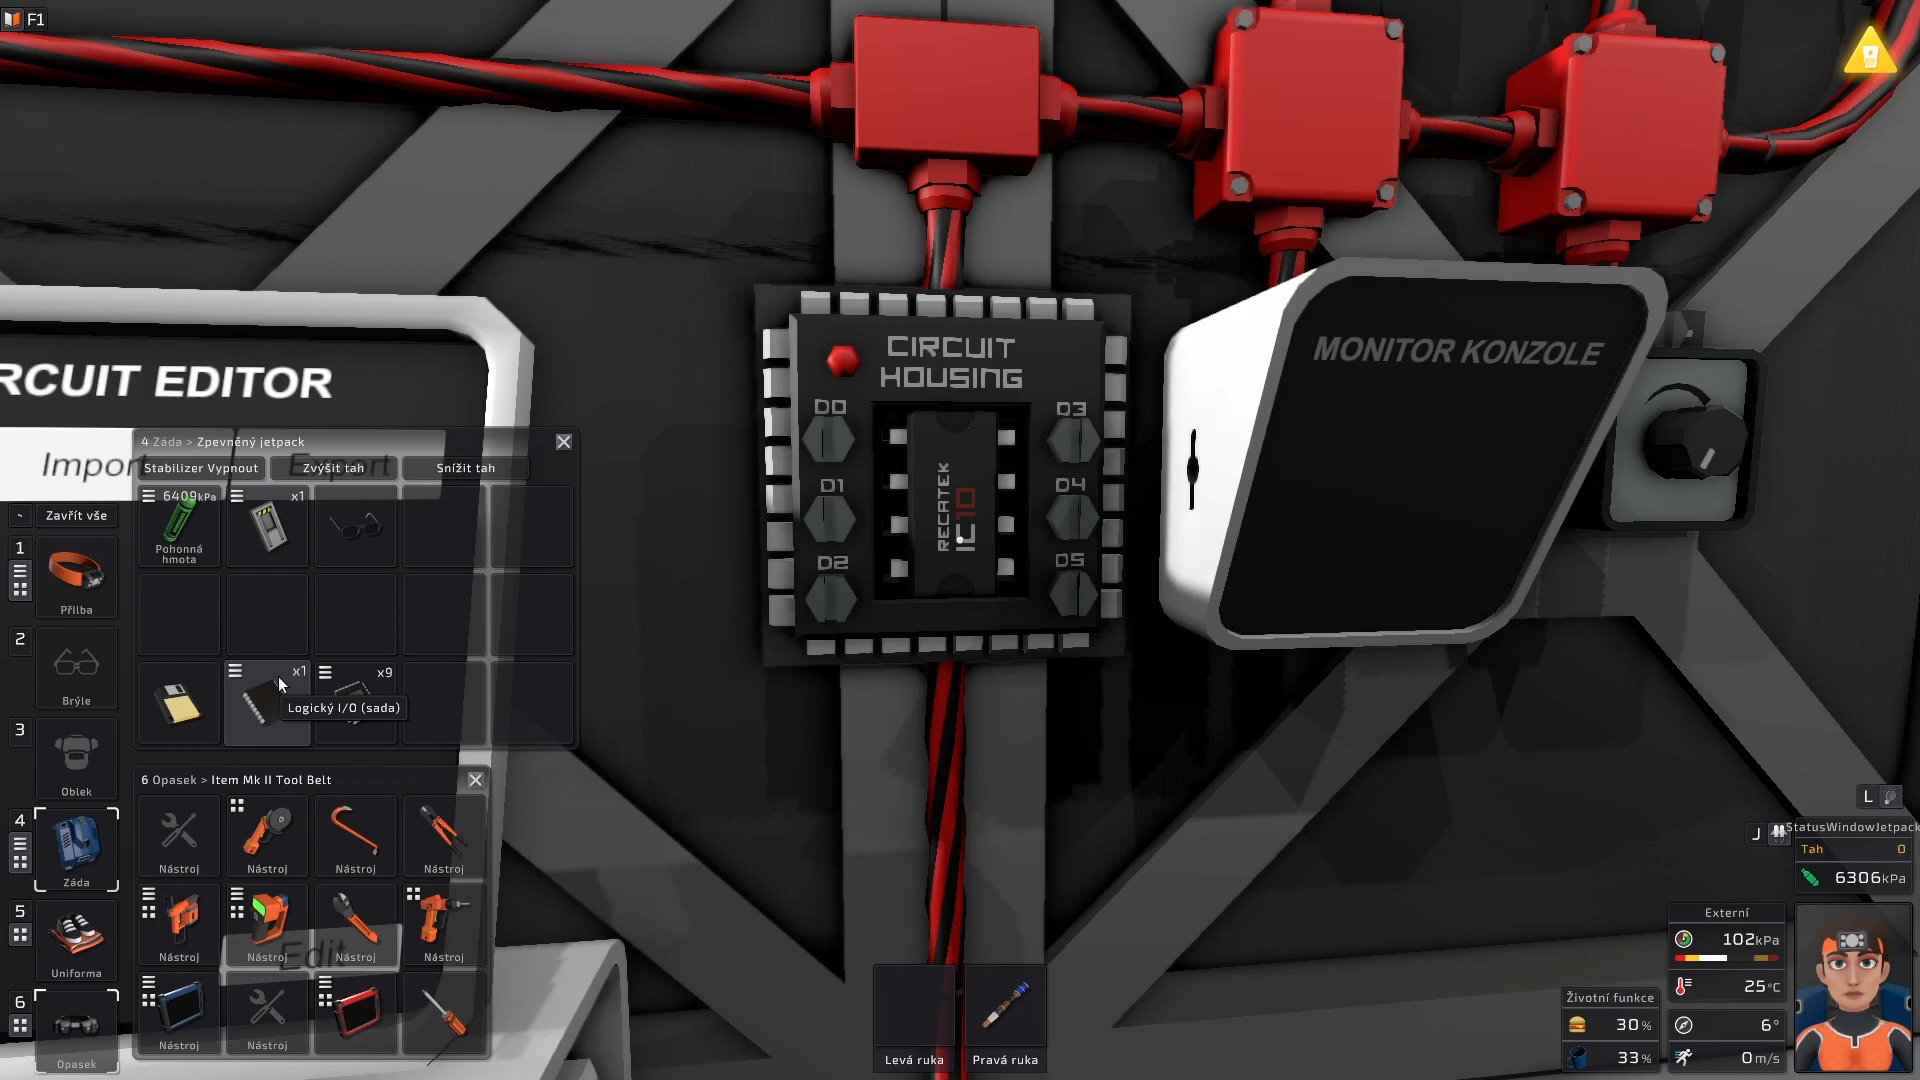 F1
CIRCUIT
HOUSING
D0
D3
D1
D4
D2
D5
RECATEK
IC10
MONITOR KONZOLE
RCUIT EDITOR
Import
Export
Edit
4 Záda > Zpevněný jetpack
Stabilizer Vypnout
Zvýšit tah
Snížit tah
6409kPa
x1
Pohonná
hmota
x1
x9
Logický I/O (sada)
~
Zavřít vše
1
Přilba
2
Brýle
3
Oblek
4
Záda
5
Uniforma
6
Opasek
6 Opasek > Item Mk II Tool Belt
Nástroj
Nástroj
Nástroj
Nástroj
Nástroj
Nástroj
Nástroj
Nástroj
Nástroj
Nástroj
Nástroj
Levá ruka
Pravá ruka
L
J
StatusWindowJetpack
Tah 0
6306kPa
Externí
102kPa
25°C
6°
0m/s
Životní funkce
30%
33%